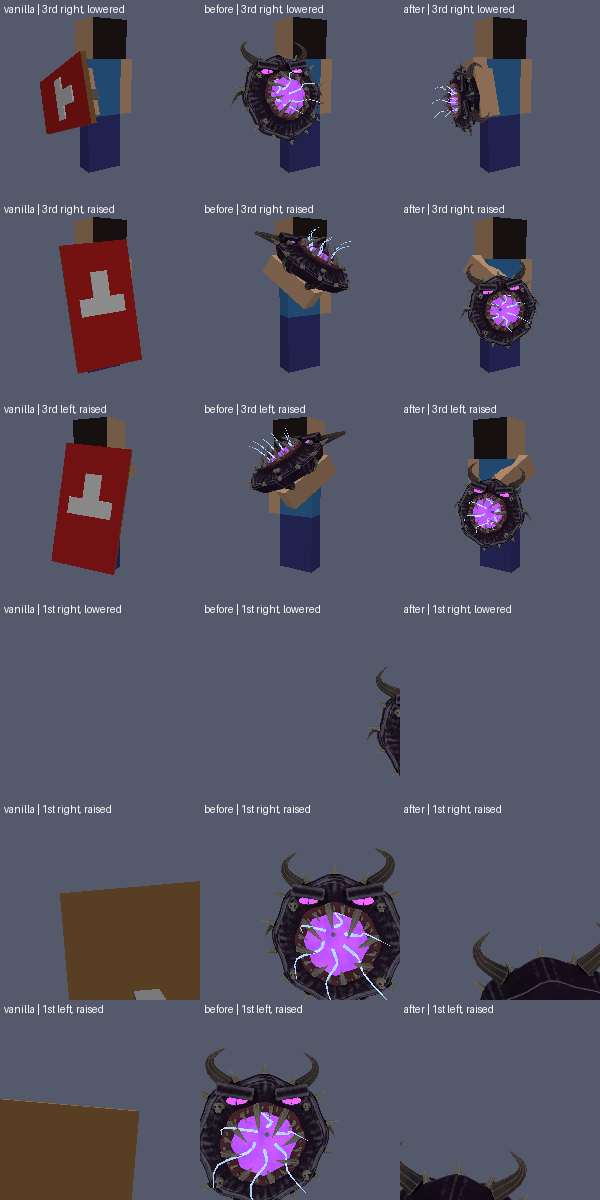 vanilla | 3rd right, lowered
before | 3rd right, lowered
after | 3rd right, lowered
vanilla | 3rd right, raised
before | 3rd right, raised
after | 3rd right, raised
vanilla | 3rd left, raised
before | 3rd left, raised
after | 3rd left, raised
vanilla | 1st right, lowered
before | 1st right, lowered
after | 1st right, lowered
vanilla | 1st right, raised
before | 1st right, raised
after | 1st right, raised
vanilla | 1st left, raised
before | 1st left, raised
after | 1st left, raised